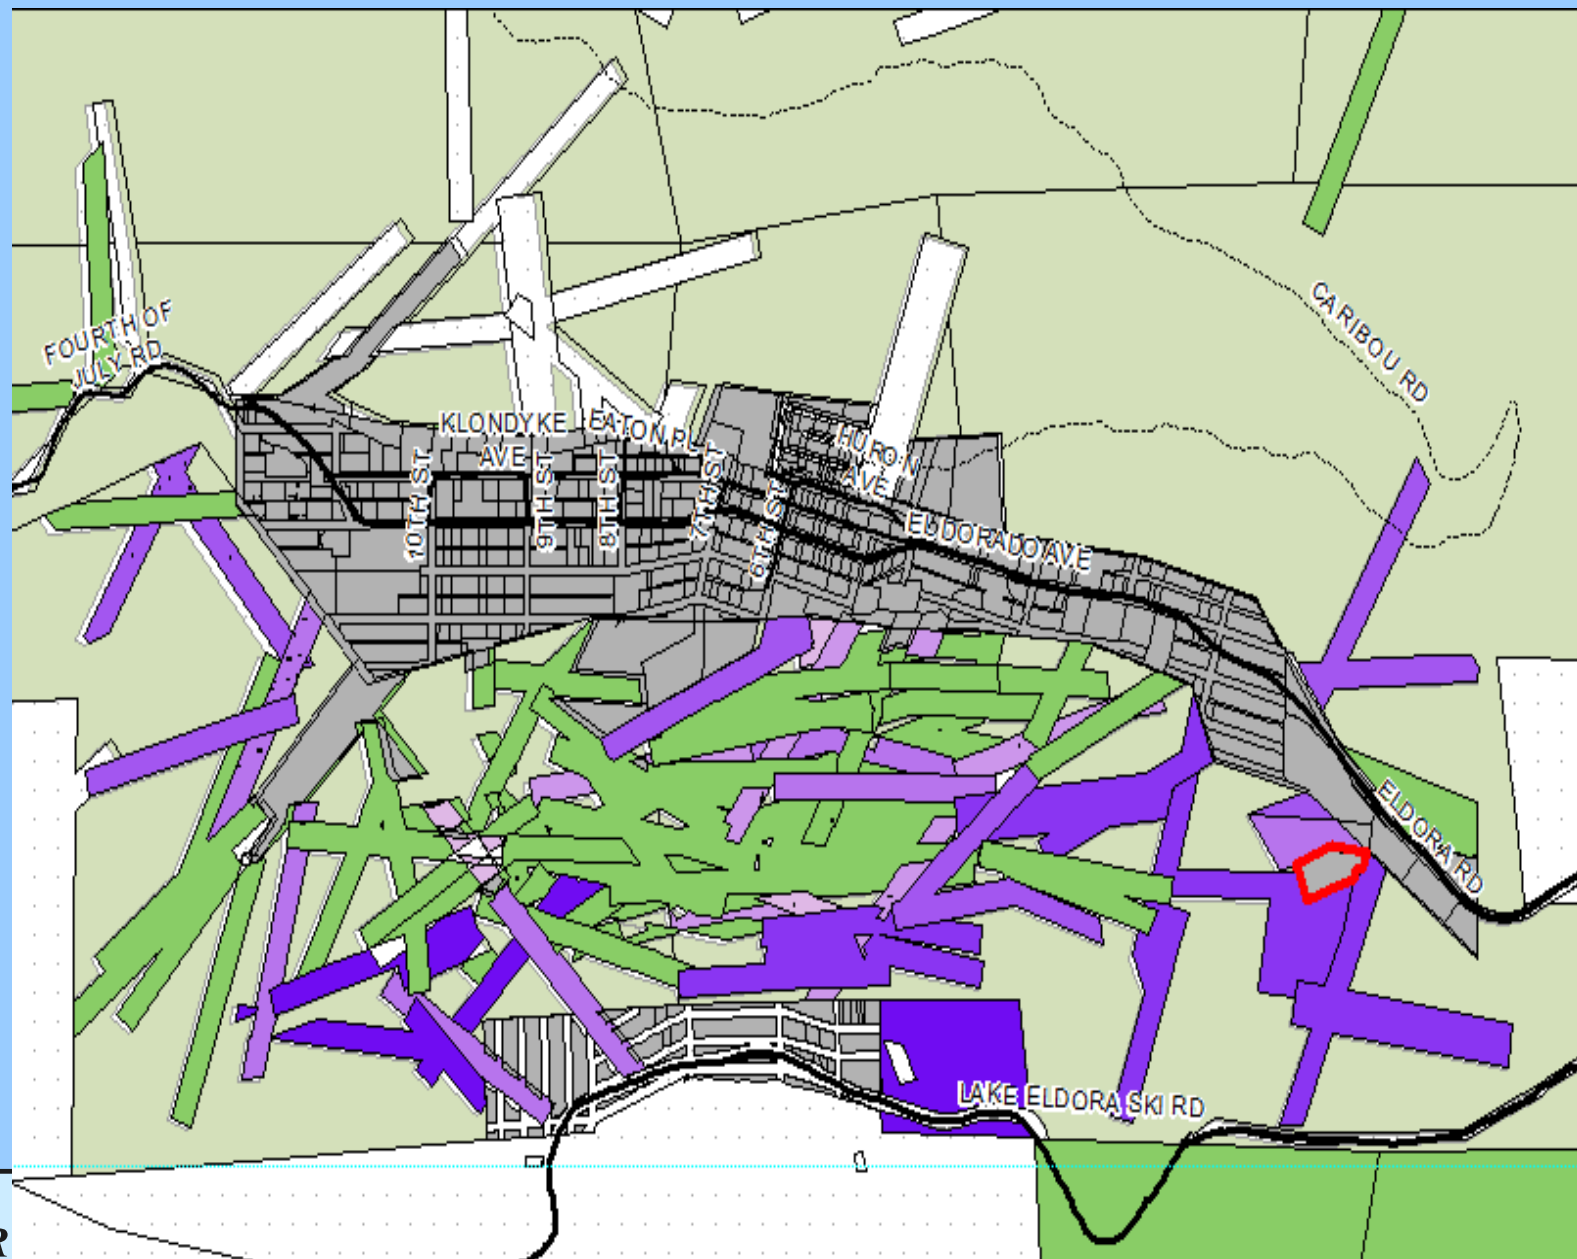 CARIBOU RD
FOURTH OF
JULY RD
KLONDYKE
AVE
EATON PL
HURON
AVE
10TH ST
9TH ST
8TH ST
7TH ST
6TH ST
ELDORADO AVE
ELDORA RD
LAKE ELDORA SKI RD
R